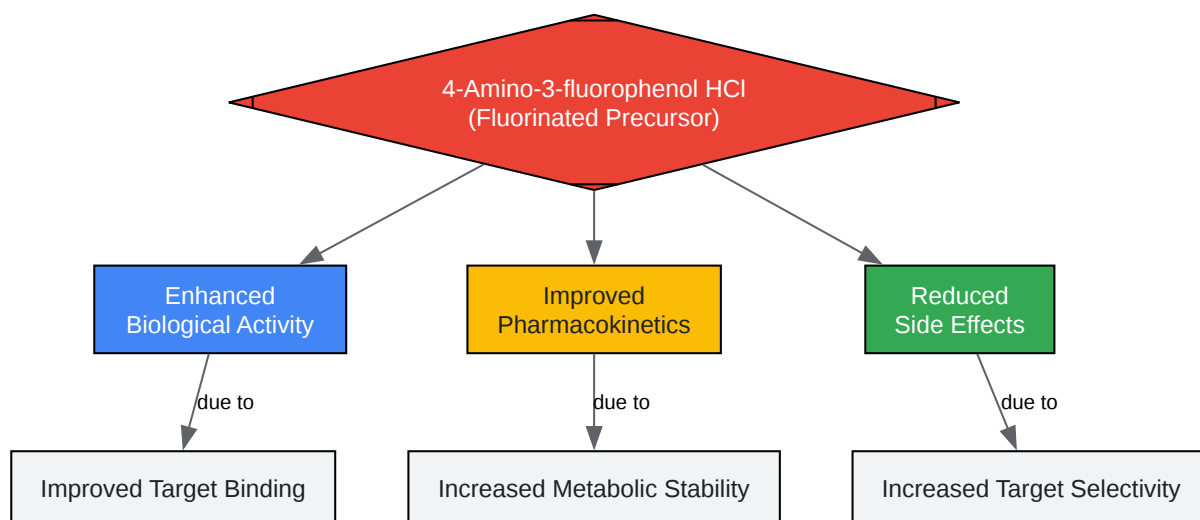 4-Amino-3-fluorophenol HCl
(Fluorinated Precursor)
Enhanced
Biological Activity
Improved
Pharmacokinetics
Reduced
Side Effects
due to
due to
due to
Improved Target Binding
Increased Metabolic Stability
Increased Target Selectivity